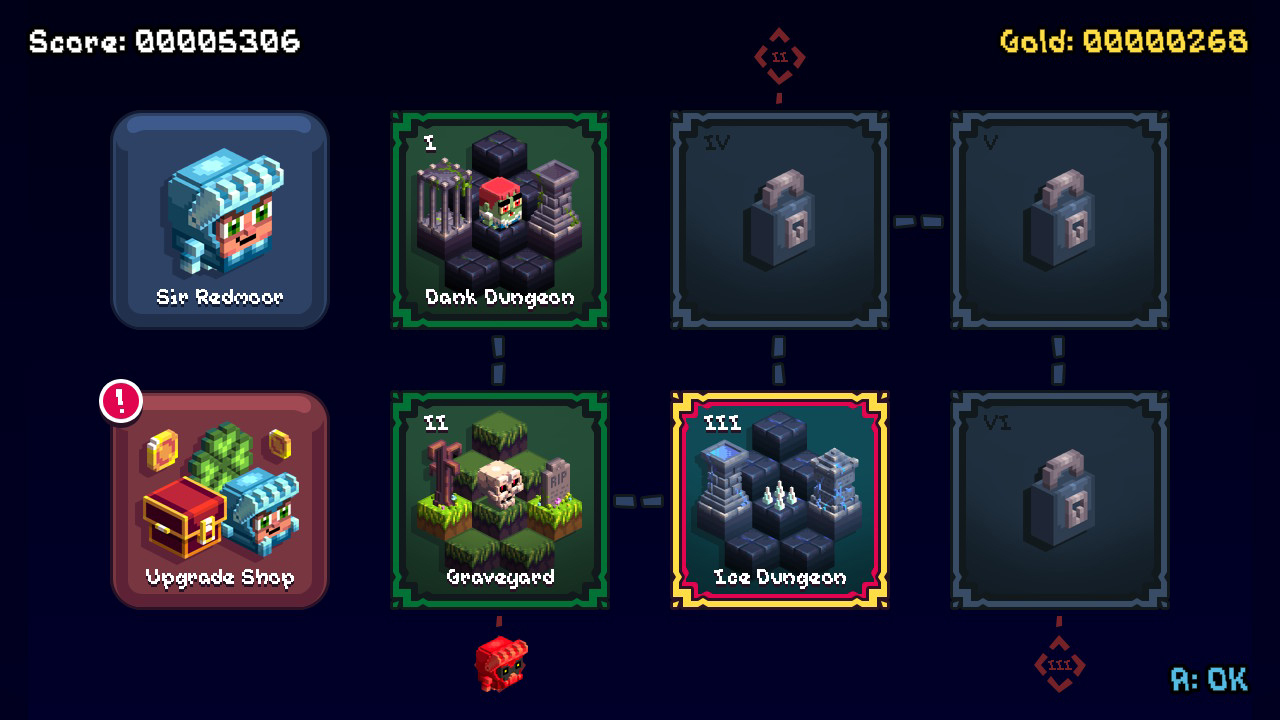 Score: 00005306
Gold: 00000268
II
I
IV
V
Sir Redmoor
Dank Dungeon
!
II
III
VI
RIP
Upgrade Shop
Graveyard
Ice Dungeon
III
A: OK